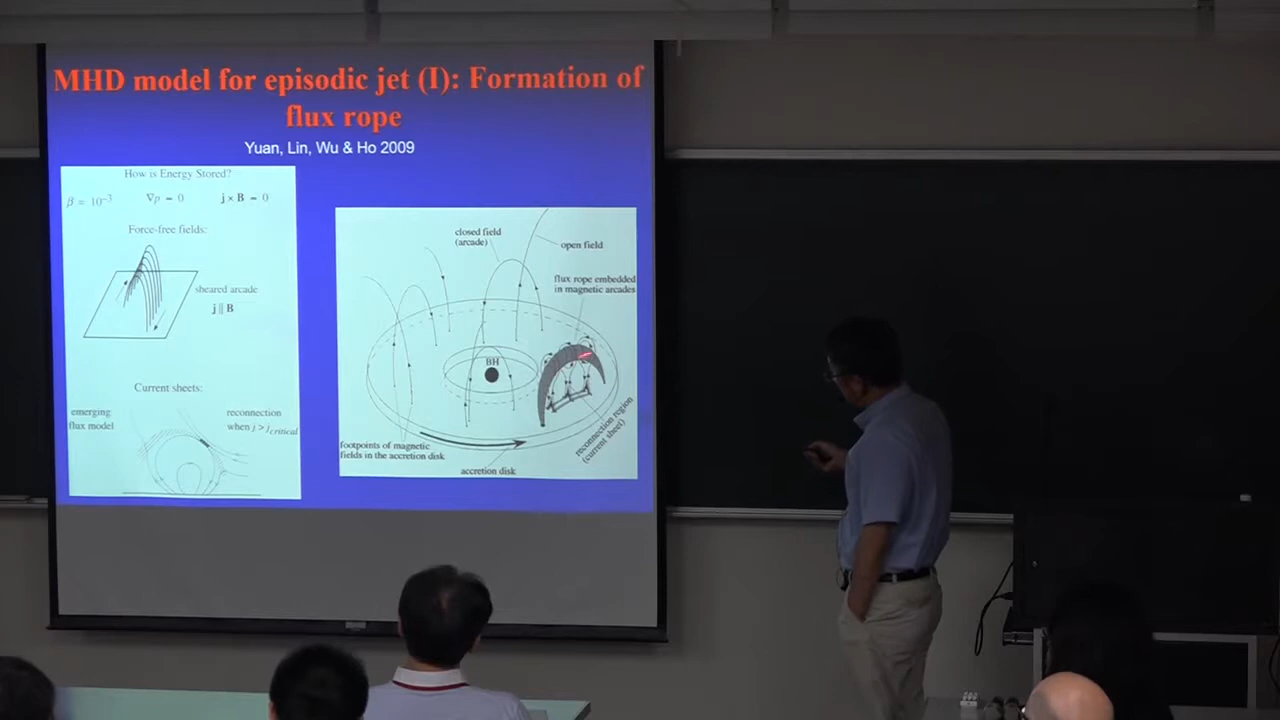 MHD model for episodic jet (I): Formation of
flux rope
Yuan, Lin, Wu & Ho 2009
How is Energy Stored?
β = 10⁻³ ∇p = 0 j × B = 0
Force-free fields:
sheared arcade
j || B
Current sheets:
emerging
flux model
reconnection
when j > jcritical
closed field
(arcade)
open field
flux rope embedded
in magnetic arcades
BH
reconnection region
(current sheet)
footpoints of magnetic
fields in the accretion disk
accretion disk